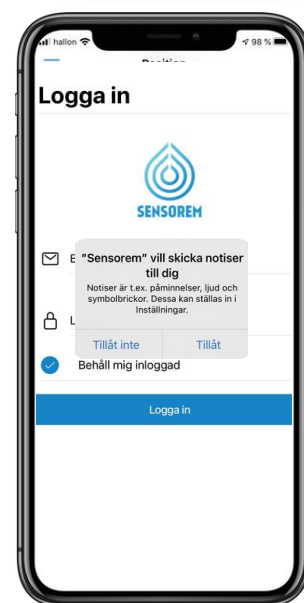 hallon 98 %
Logga in
SENSOREM
E
"Sensorem" vill skicka notiser
till dig
Notiser är t.ex. påminnelser, ljud och
symbolbrickor. Dessa kan ställas in i
Inställningar.
L
Tillåt inte Tillåt
Behåll mig inloggad
Logga in